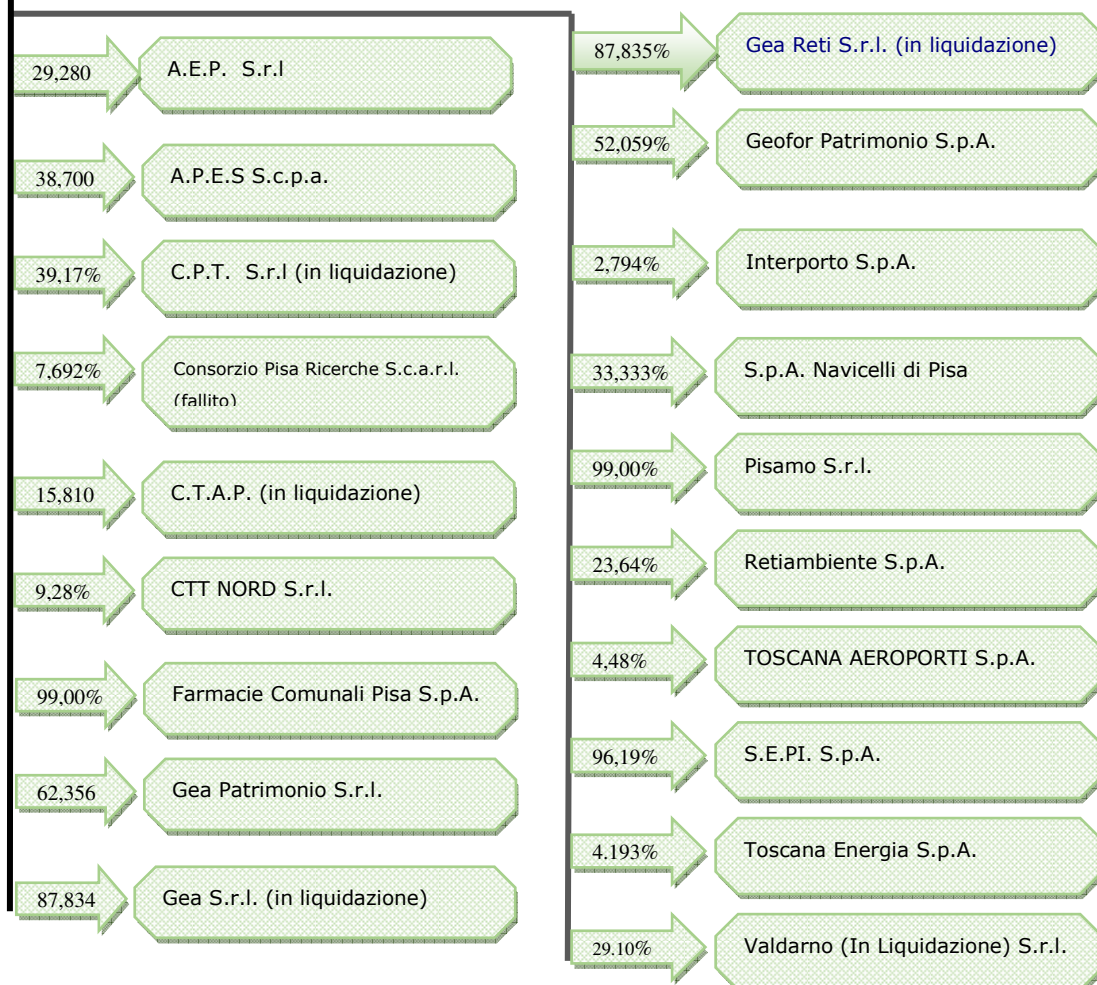 29,280
A.E.P. S.r.l
38,700
A.P.E.S S.c.p.a.
39,17%
C.P.T. S.r.l (in liquidazione)
7,692%
Consorzio Pisa Ricerche S.c.a.r.l.
(fallito)
15,810
C.T.A.P. (in liquidazione)
9,28%
CTT NORD S.r.l.
99,00%
Farmacie Comunali Pisa S.p.A.
62,356
Gea Patrimonio S.r.l.
87,834
Gea S.r.l. (in liquidazione)
87,835%
Gea Reti S.r.l. (in liquidazione)
52,059%
Geofor Patrimonio S.p.A.
2,794%
Interporto S.p.A.
33,333%
S.p.A. Navicelli di Pisa
99,00%
Pisamo S.r.l.
23,64%
Retiambiente S.p.A.
4,48%
TOSCANA AEROPORTI S.p.A.
96,19%
S.E.PI. S.p.A.
4.193%
Toscana Energia S.p.A.
29.10%
Valdarno (In Liquidazione) S.r.l.